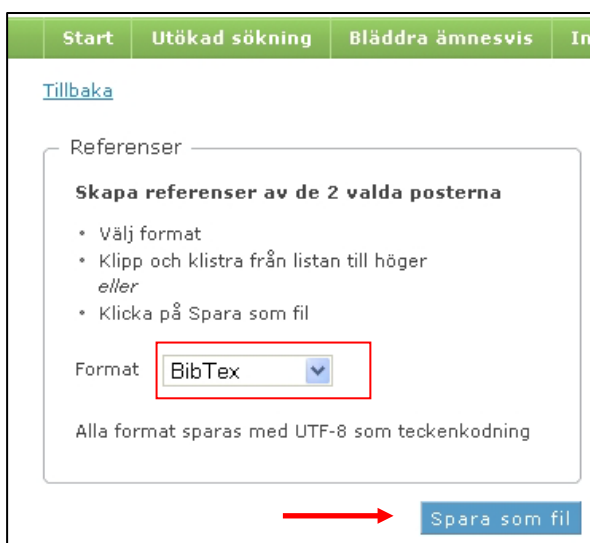 Start Utökad sökning Bläddra ämnesvis In
Tillbaka
Referenser
Skapa referenser av de 2 valda posterna
• Välj format
• Klipp och klistra från listan till höger
eller
• Klicka på Spara som fil
Format BibTex
Alla format sparas med UTF-8 som teckenkodning
Spara som fil